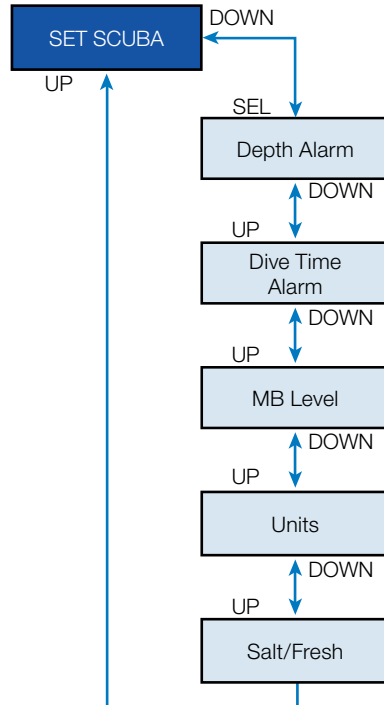 SET SCUBA
DOWN
UP
SEL
Depth Alarm
DOWN
UP
Dive Time
Alarm
DOWN
UP
MB Level
DOWN
UP
Units
DOWN
UP
Salt/Fresh